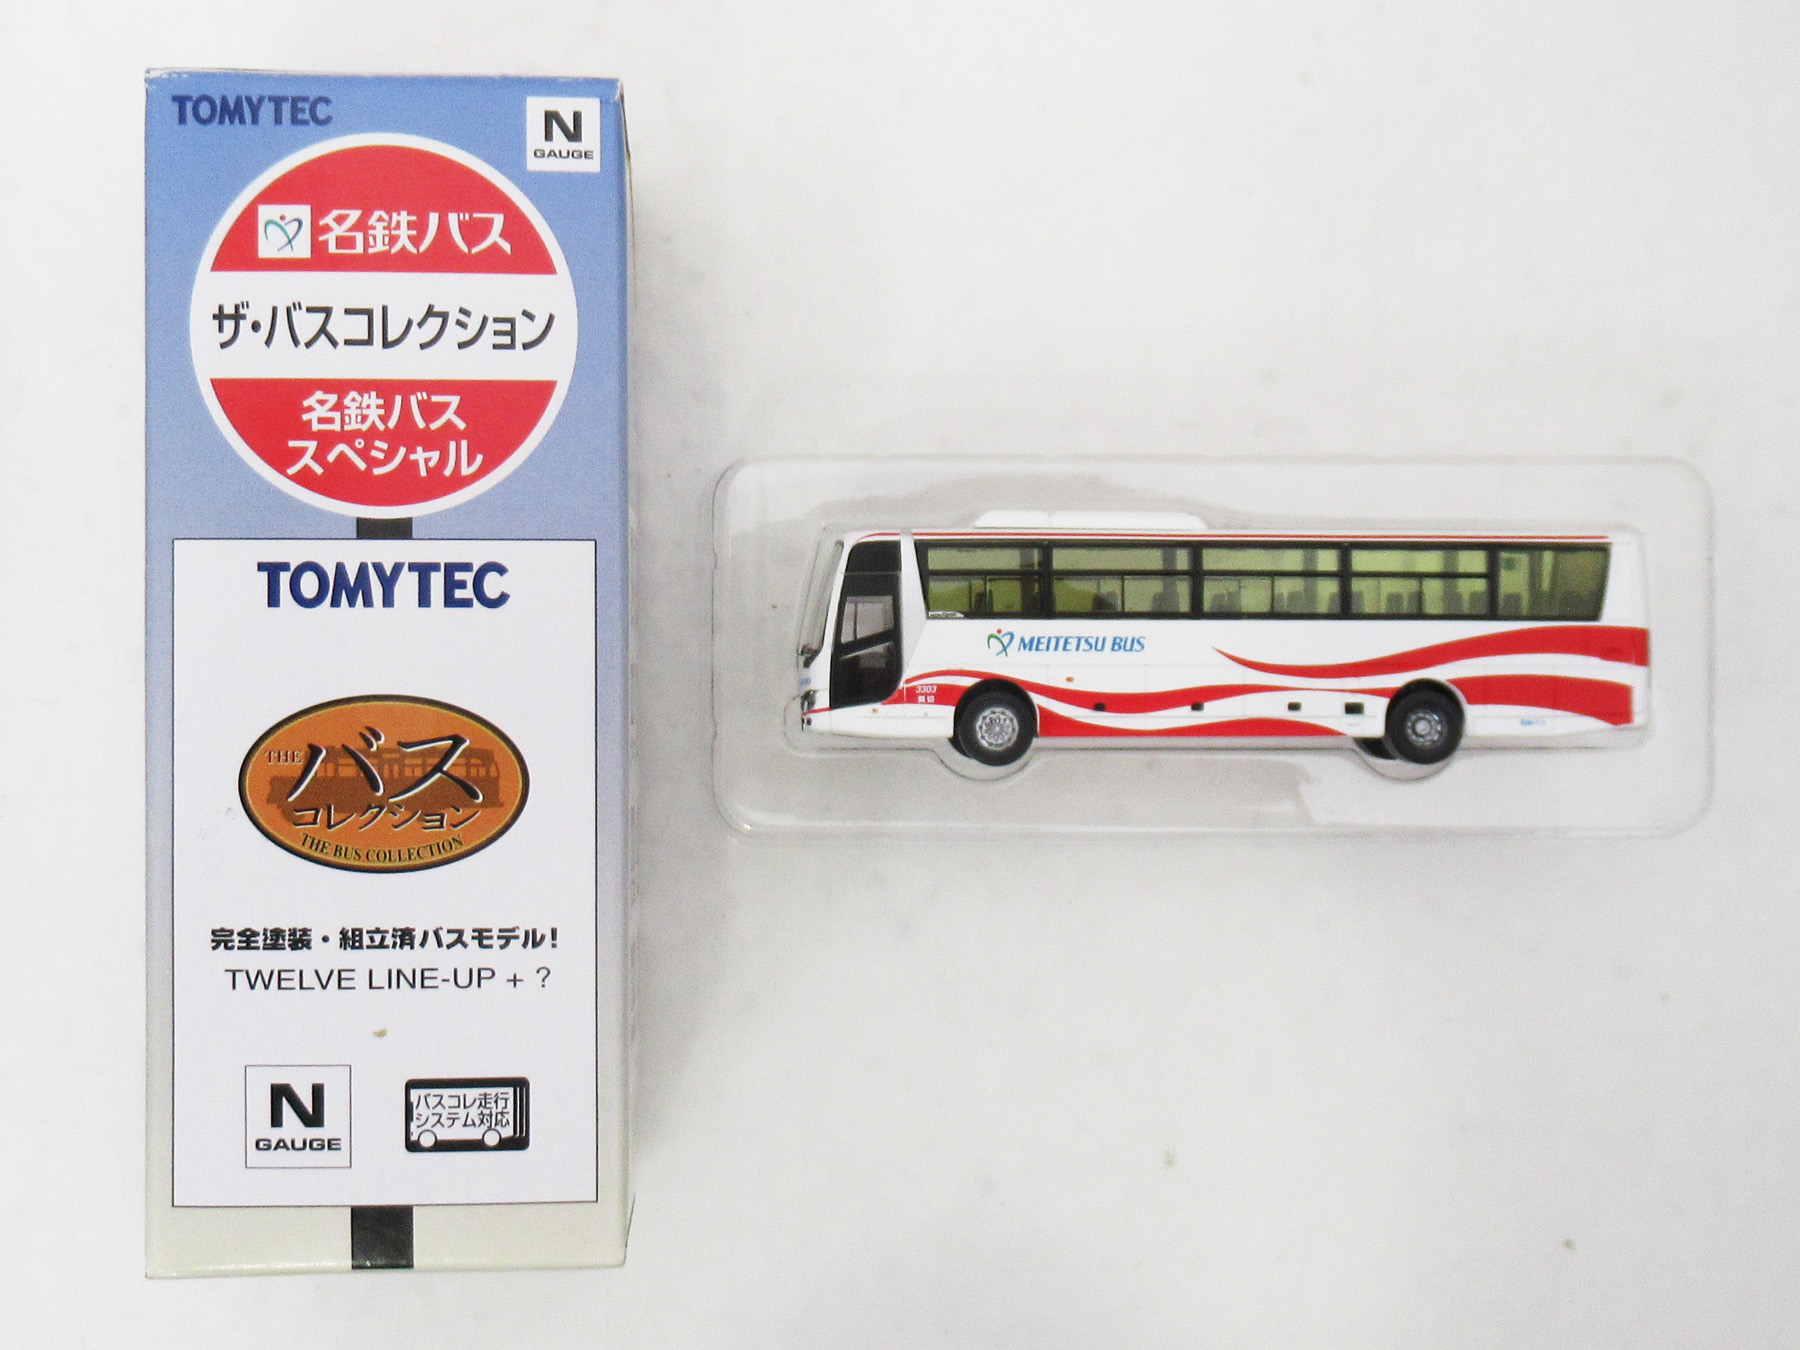 TOMYTEC
N
GAUGE
名鉄バス
ザ・バスコレクション
名鉄バス
スペシャル
TOMYTEC
THE
バス
コレクション
THE BUS COLLECTION
完全塗装・組立済バスモデル!
TWELVE LINE-UP + ?
N
GAUGE
バスコレ走行
システム対応
MEITETSU BUS
3303
貸切